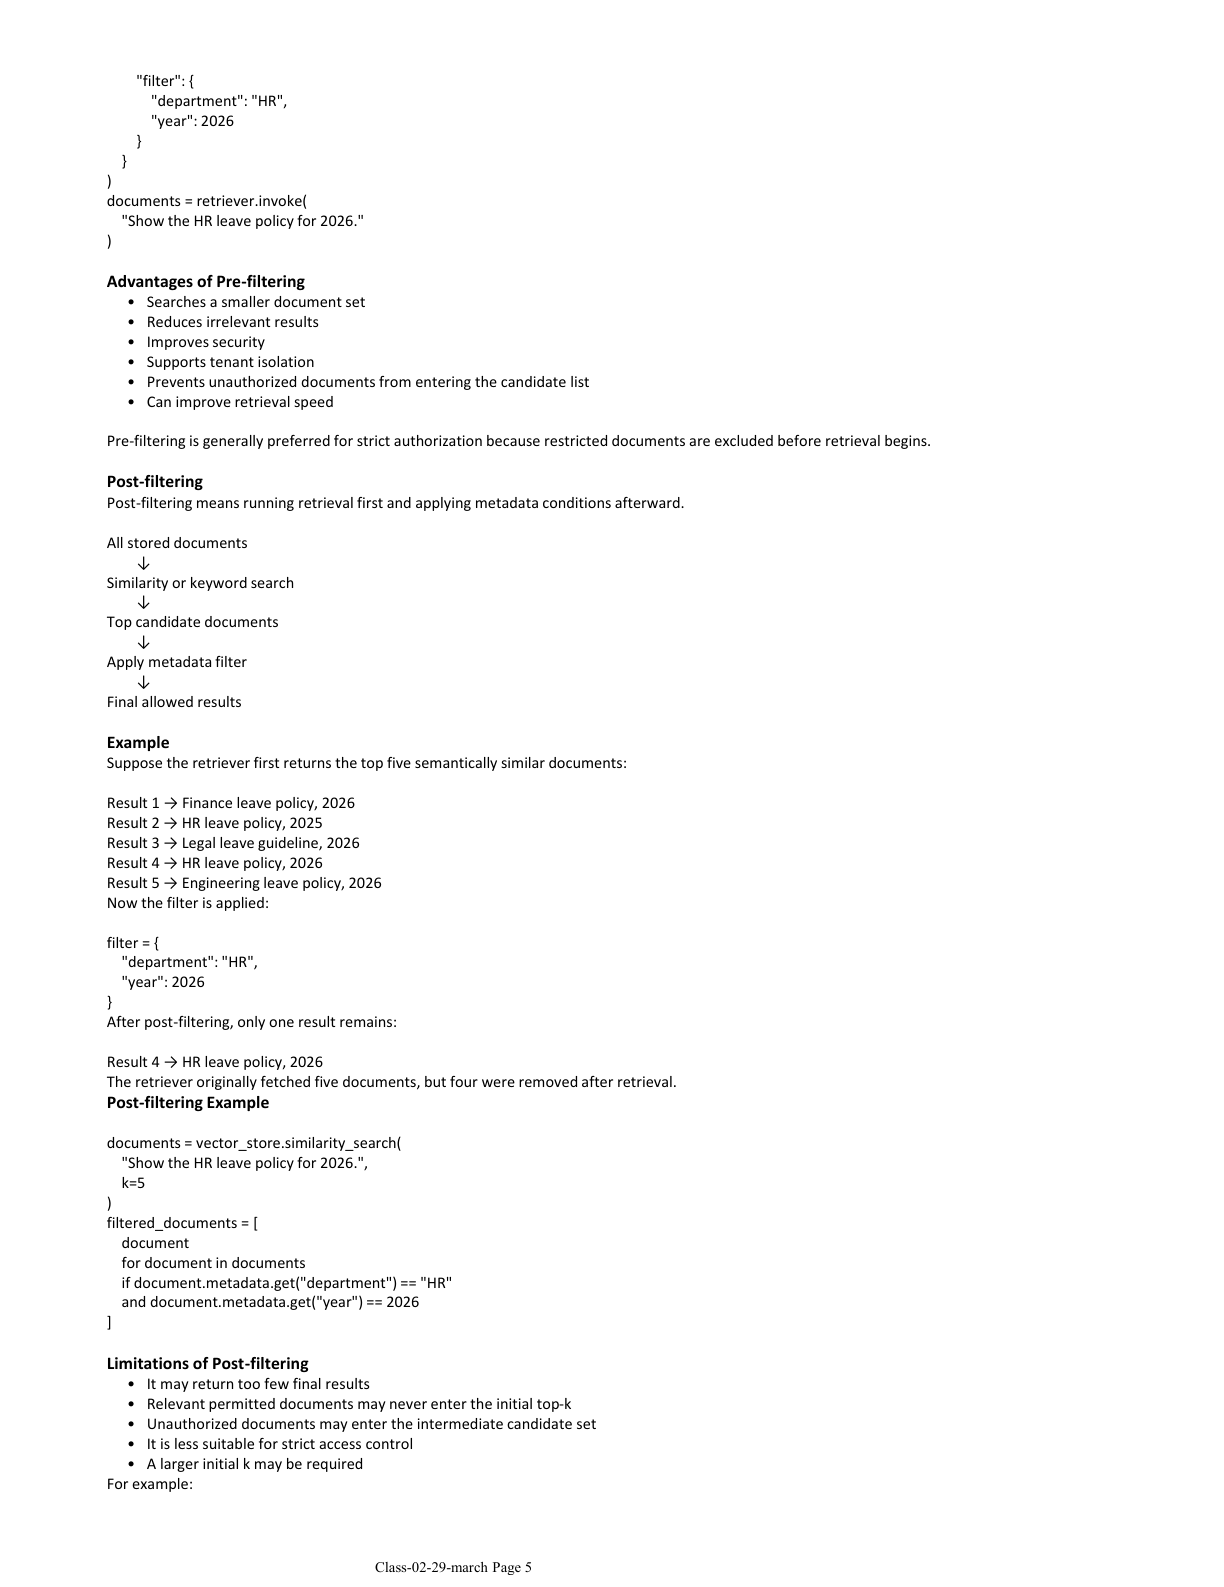 "filter": {
"department": "HR",
"year": 2026
}
}
)
documents = retriever.invoke(
"Show the HR leave policy for 2026."
)
Advantages of Pre-filtering
• Searches a smaller document set
• Reduces irrelevant results
• Improves security
• Supports tenant isolation
• Prevents unauthorized documents from entering the candidate list
• Can improve retrieval speed
Pre-filtering is generally preferred for strict authorization because restricted documents are excluded before retrieval begins.
Post-filtering
Post-filtering means running retrieval first and applying metadata conditions afterward.
All stored documents
↓
Similarity or keyword search
↓
Top candidate documents
↓
Apply metadata filter
↓
Final allowed results
Example
Suppose the retriever first returns the top five semantically similar documents:
Result 1 → Finance leave policy, 2026
Result 2 → HR leave policy, 2025
Result 3 → Legal leave guideline, 2026
Result 4 → HR leave policy, 2026
Result 5 → Engineering leave policy, 2026
Now the filter is applied:
filter = {
"department": "HR",
"year": 2026
}
After post-filtering, only one result remains:
Result 4 → HR leave policy, 2026
The retriever originally fetched five documents, but four were removed after retrieval.
Post-filtering Example
documents = vector_store.similarity_search(
"Show the HR leave policy for 2026.",
k=5
)
filtered_documents = [
document
for document in documents
if document.metadata.get("department") == "HR"
and document.metadata.get("year") == 2026
]
Limitations of Post-filtering
• It may return too few final results
• Relevant permitted documents may never enter the initial top-k
• Unauthorized documents may enter the intermediate candidate set
• It is less suitable for strict access control
• A larger initial k may be required
For example:
Class-02-29-march Page 5